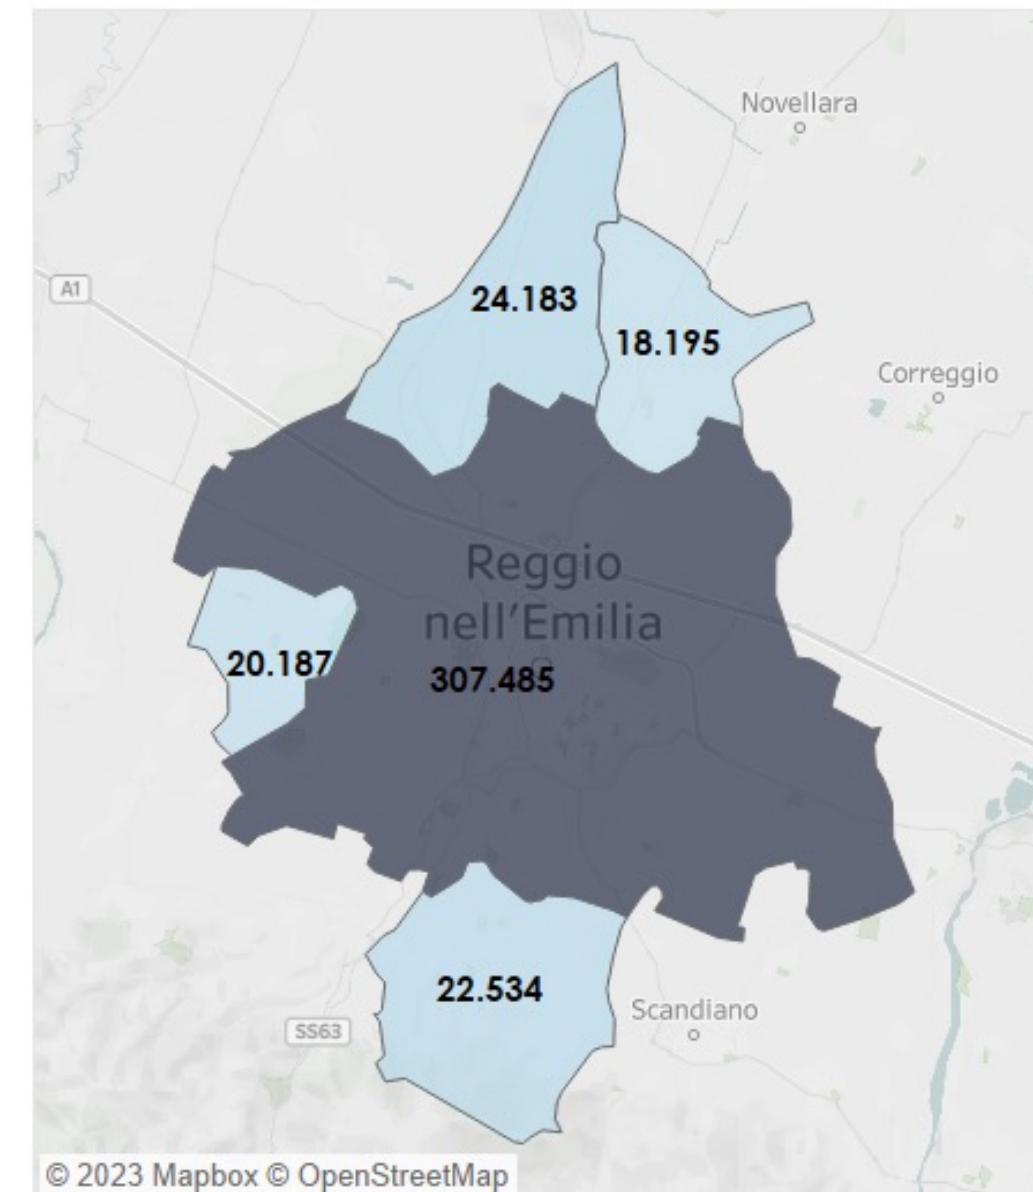 Novellara
A1
24.183
18.195
Correggio
Reggio
nell'Emilia
20.187
307.485
22.534
Scandiano
SS63
© 2023 Mapbox © OpenStreetMap